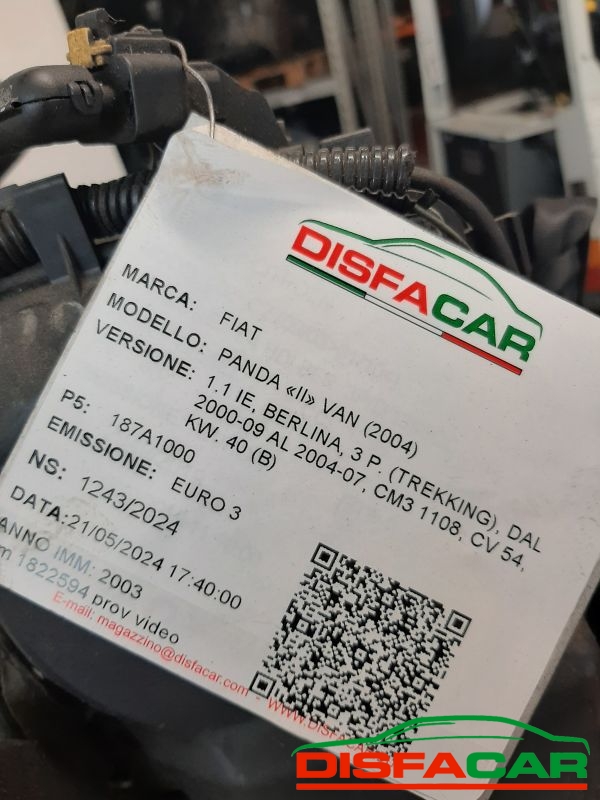 DISFACAR
MARCA: FIAT
MODELLO: PANDA «II» VAN (2004)
VERSIONE: 1.1 IE, BERLINA, 3 P. (TREKKING), DAL
2000-09 AL 2004-07, CM3 1108, CV 54,
KW. 40 (B)
P5: 187A1000
EMISSIONE: EURO 3
NS: 1243/2024
DATA:21/05/2024 17:40:00
ANNO IMM: 2003
m 1822594 prov video
E-mail: magazzino@disfacar.com - WWW.DISFACAR
DISFACAR